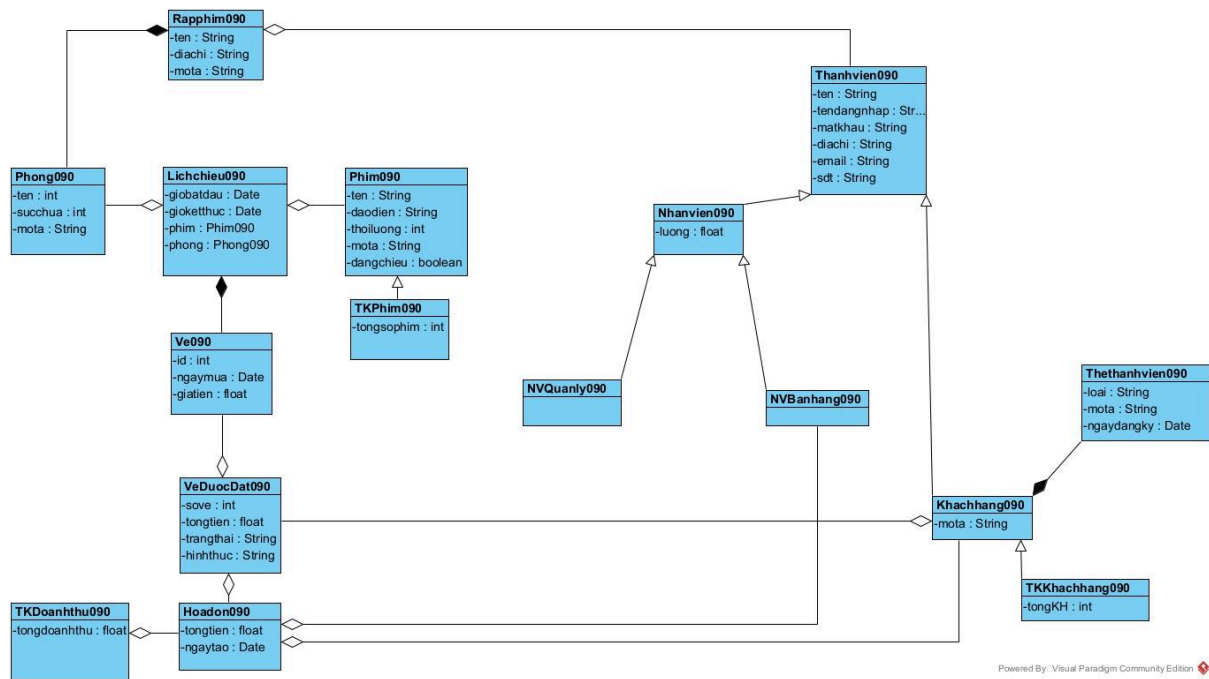 Rapphim090
-ten : String
-diachi : String
-mota : String
Thanhvien090
-ten : String
-tendangnhap : Str...
-matkhau : String
-diachi : String
-email : String
-sdt : String
Phong090
-ten : int
-succhua : int
-mota : String
Lichchieu090
-giobatdau : Date
-gioketthuc : Date
-phim : Phim090
-phong : Phong090
Phim090
-ten : String
-daodien : String
-thoiluong : int
-mota : String
-dangchieu : boolean
Nhanvien090
-luong : float
TKPhim090
-tongsophim : int
Ve090
-id : int
-ngaymua : Date
-giatien : float
NVQuanly090
NVBanhang090
Thethanhvien090
-loai : String
-mota : String
-ngaydangky : Date
VeDuocDat090
-sove : int
-tongtien : float
-trangthai : String
-hinhthuc : String
Khachhang090
-mota : String
TKKhachhang090
-tongKH : int
TKDoanhthu090
-tongdoanhthu : float
Hoadon090
-tongtien : float
-ngaytao : Date
Powered By: Visual Paradigm Community Edition